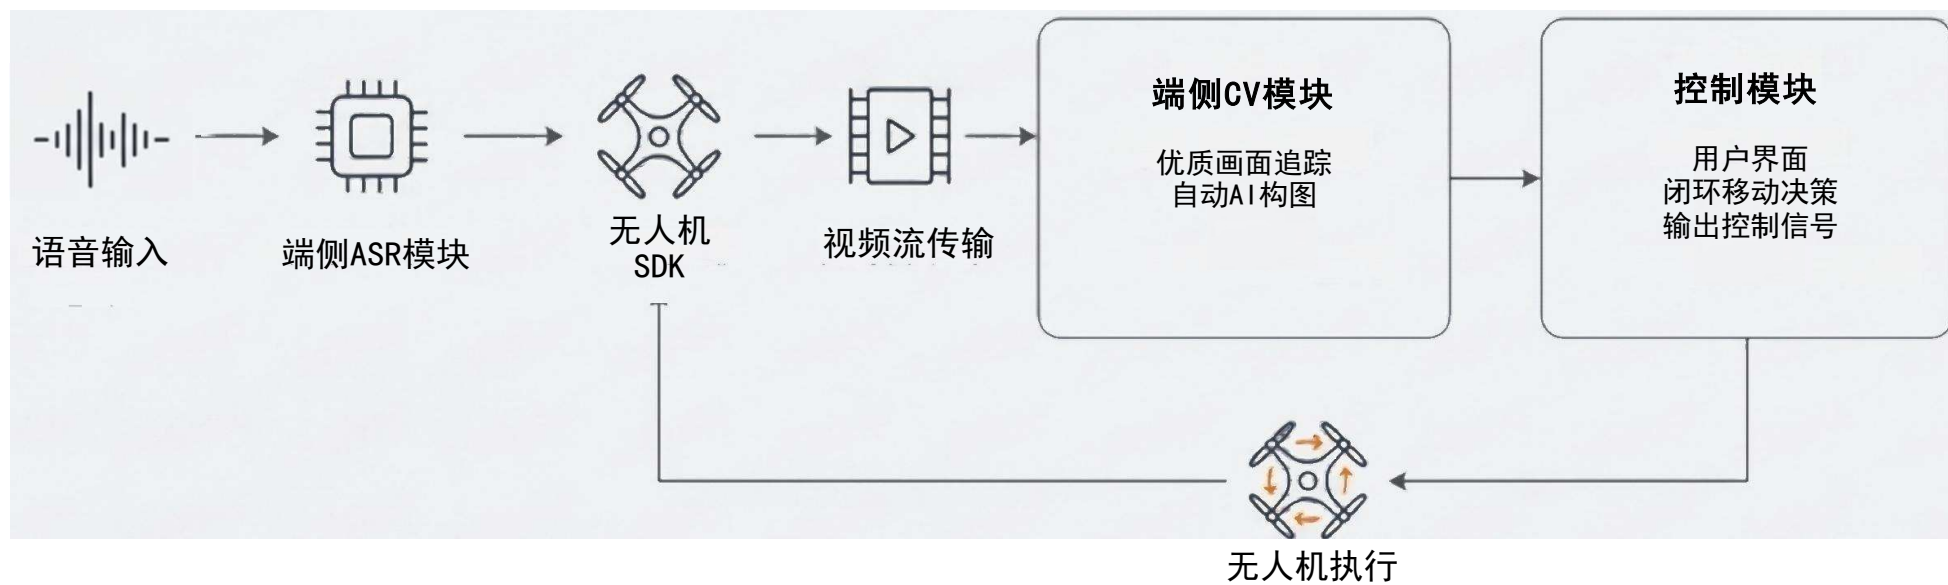 语音输入
端侧ASR模块
无人机
SDK
视频流传输
端侧CV模块
优质画面追踪
自动AI构图
控制模块
用户界面
闭环移动决策
输出控制信号
无人机执行